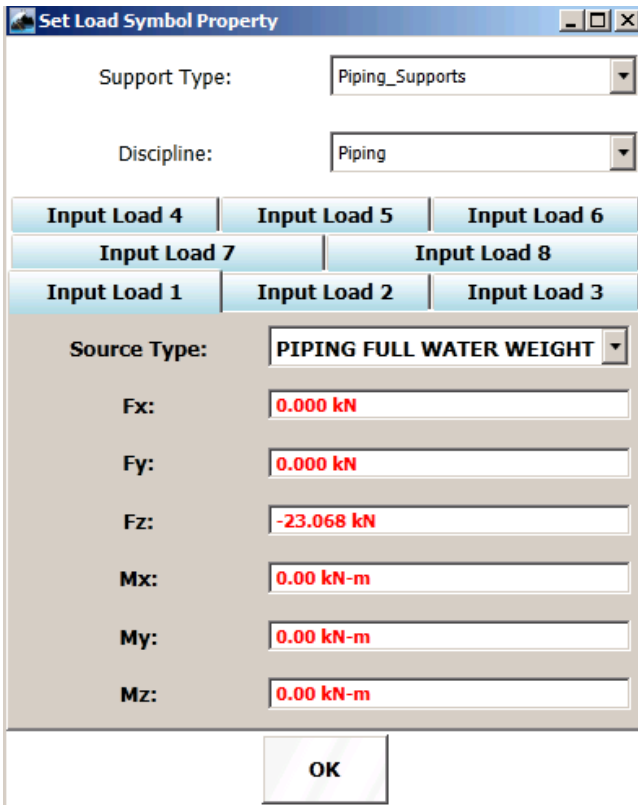 Set Load Symbol Property
Support Type: Piping_Supports
Discipline: Piping
Input Load 4 Input Load 5 Input Load 6
Input Load 7 Input Load 8
Input Load 1 Input Load 2 Input Load 3
Source Type: PIPING FULL WATER WEIGHT
Fx: 0.000 kN
Fy: 0.000 kN
Fz: -23.068 kN
Mx: 0.00 kN-m
My: 0.00 kN-m
Mz: 0.00 kN-m
OK